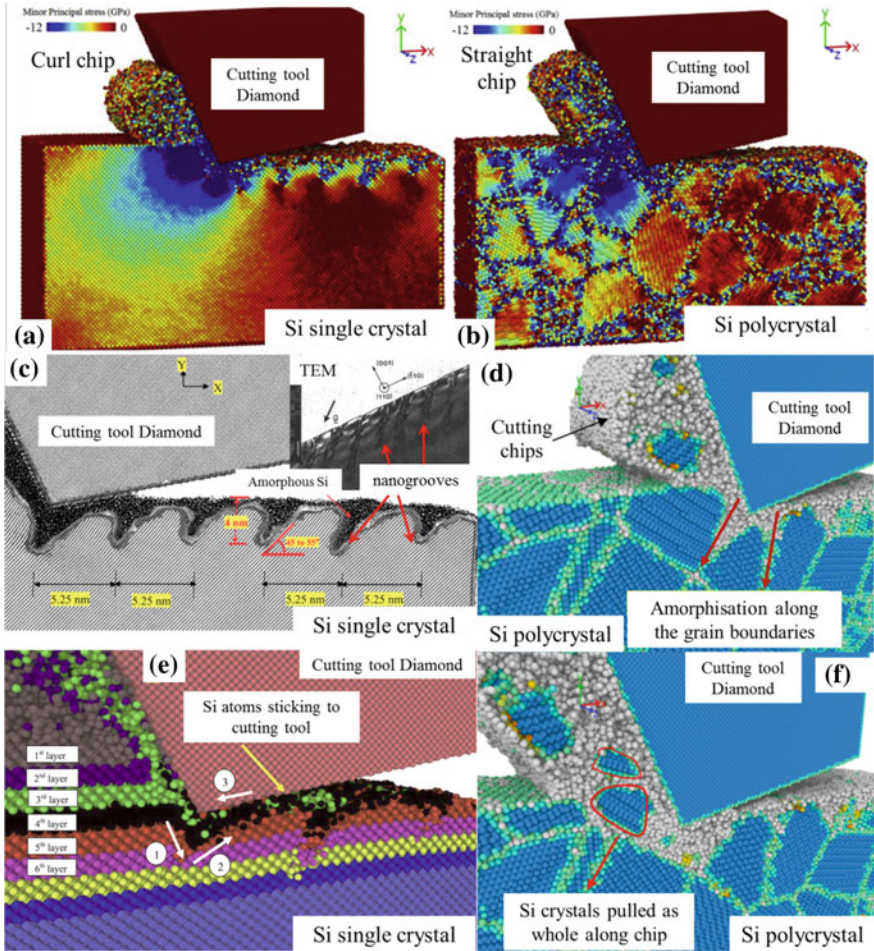 Minor Principal stress (GPa)
-12 0
Curl chip
Cutting tool
Diamond
y
x
z
(a)
Si single crystal
Minor Principal stress (GPa)
-12 0
Straight
chip
Cutting tool
Diamond
y
x
z
(b)
Si polycrystal
(c)
Y
X
TEM
[001]
[110]
g
Cutting tool Diamond
Amorphous Si
nanogrooves
4 nm
45 to 55°
5.25 nm
5.25 nm
5.25 nm
5.25 nm
Si single crystal
(d)
Cutting tool
Diamond
Cutting
chips
Si polycrystal
Amorphisation along
the grain boundaries
(e)
Cutting tool Diamond
Si atoms sticking to
cutting tool
1st layer
2nd layer
3rd layer
4th layer
5th layer
6th layer
3
1
2
Si single crystal
Cutting tool
Diamond
(f)
Si crystals pulled as
whole along chip
Si polycrystal